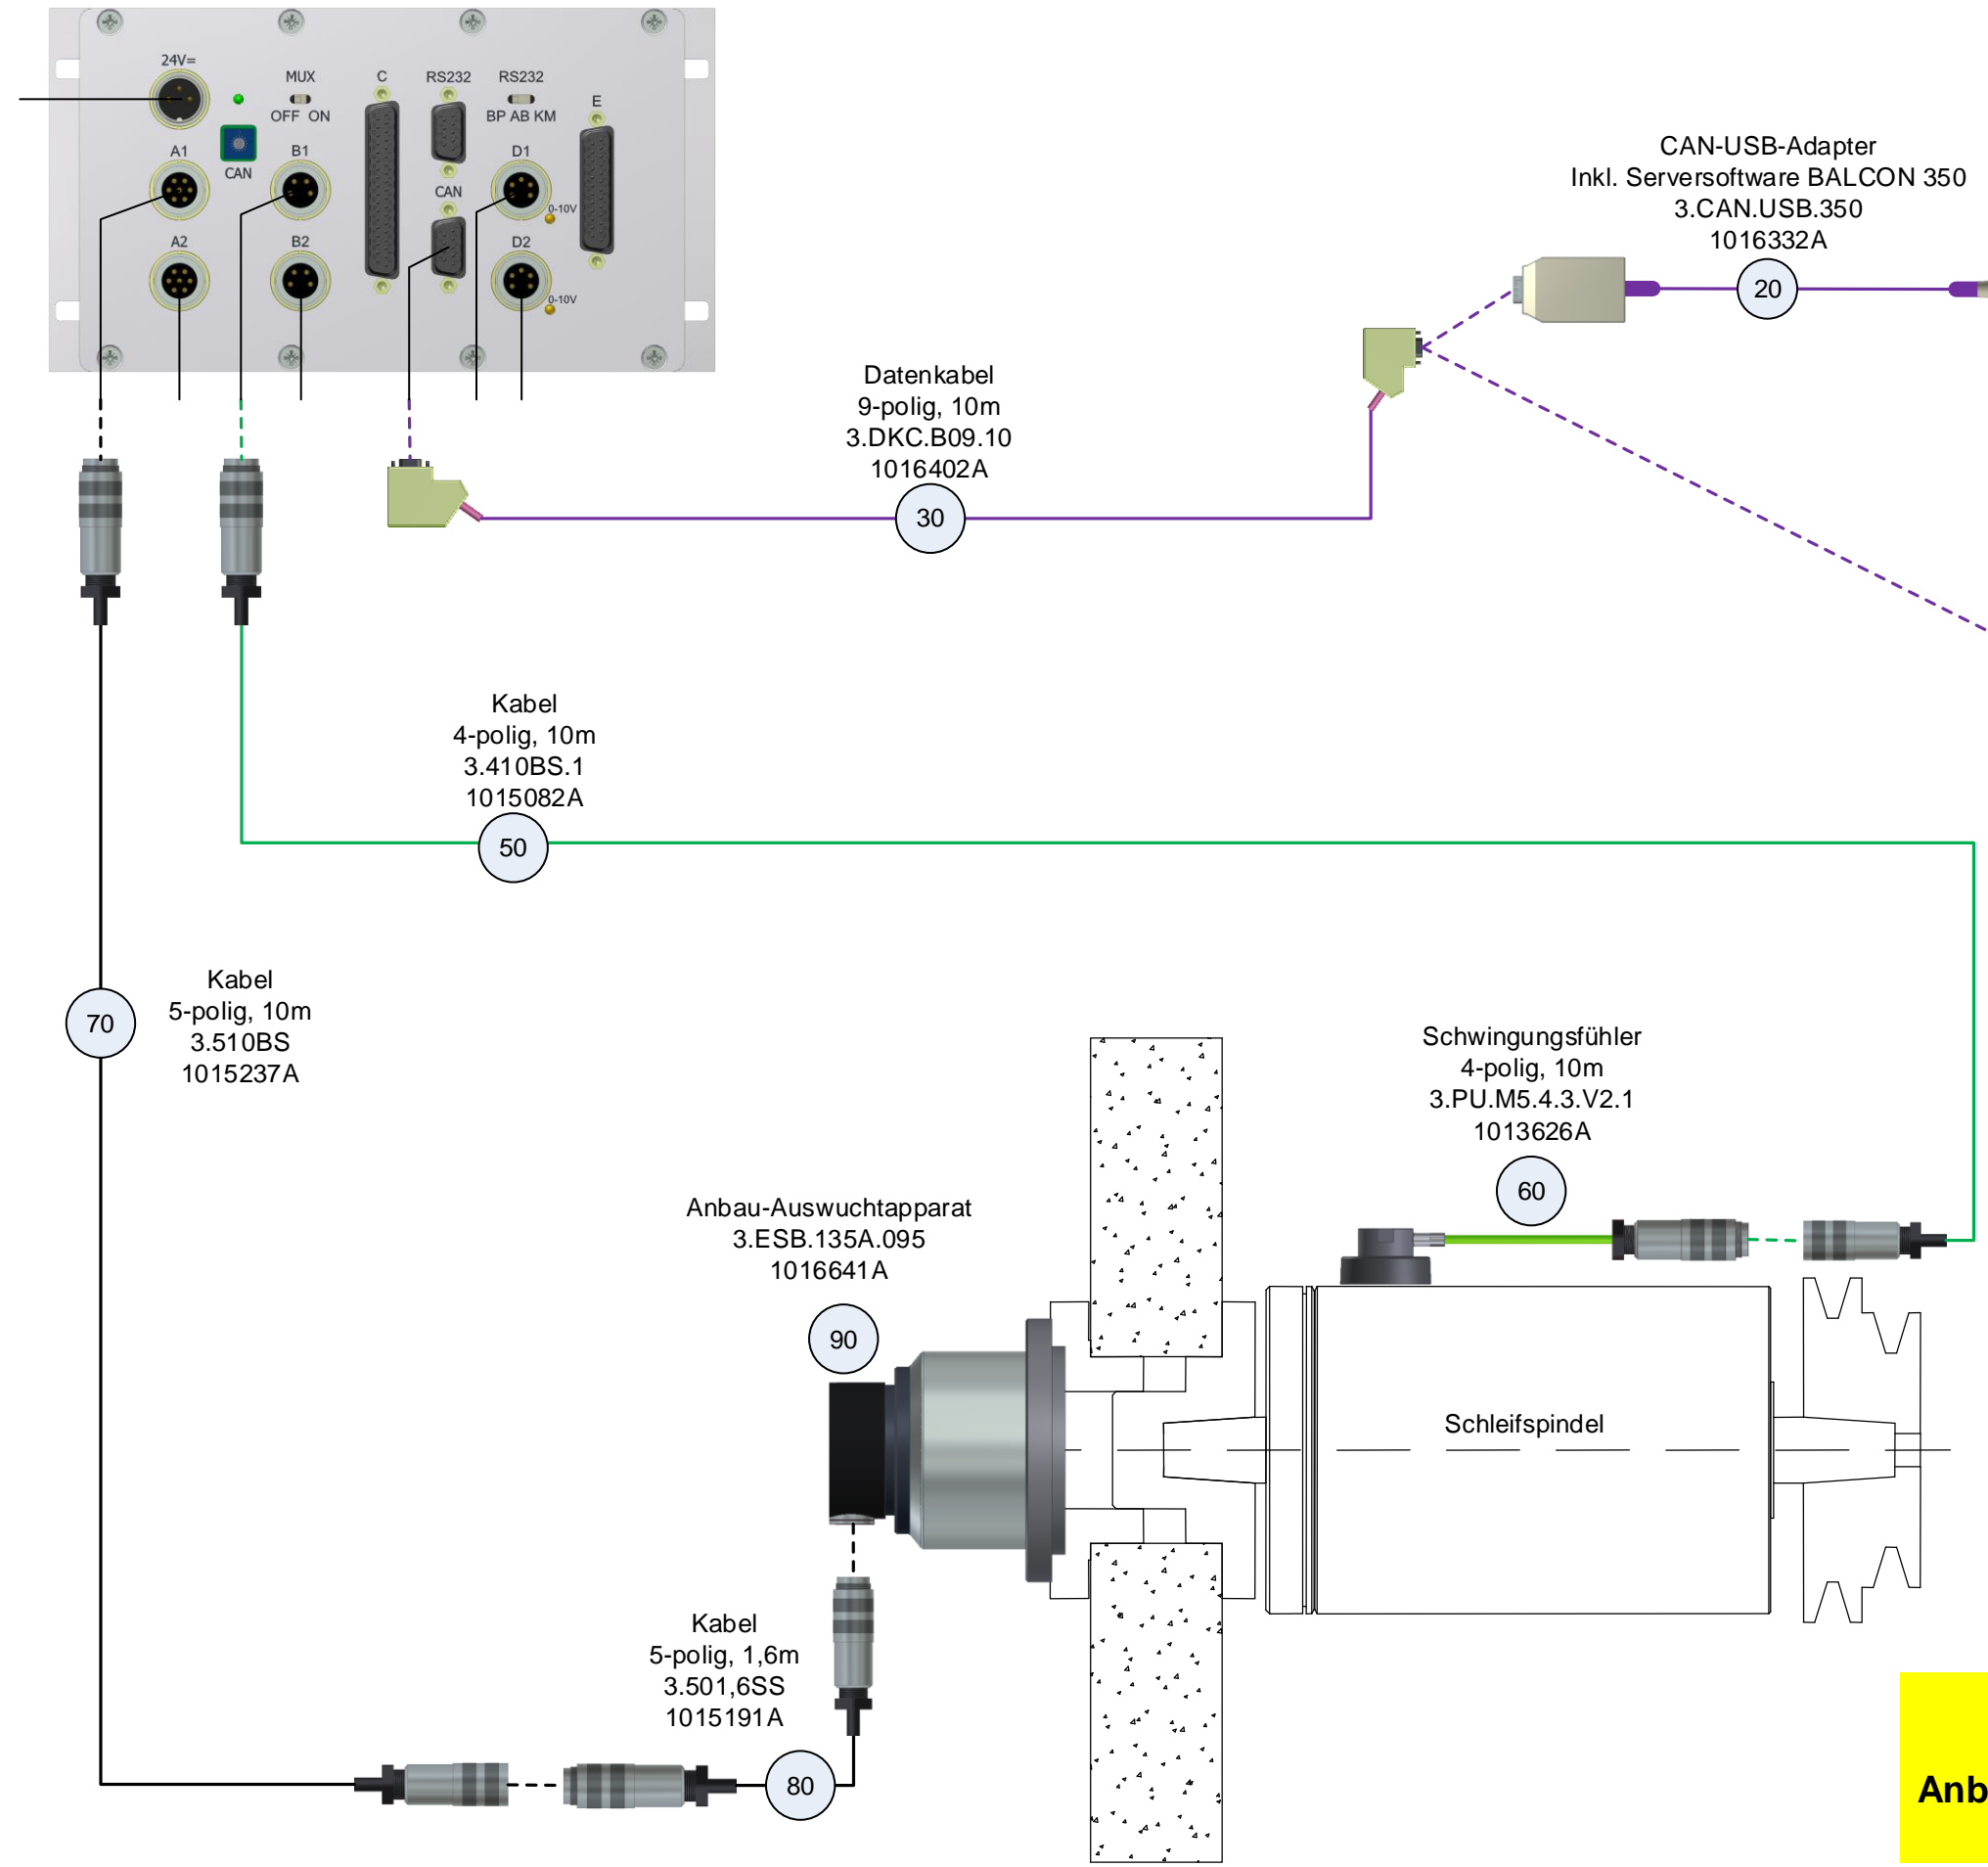 24V=
MUX
OFF ON
C
RS232
RS232
BP AB KM
E
A1
CAN
B1
D1
0-10V
CAN
A2
B2
D2
0-10V
CAN-USB-Adapter
Inkl. Serversoftware BALCON 350
3.CAN.USB.350
1016332A
20
Datenkabel
9-polig, 10m
3.DKC.B09.10
1016402A
30
Kabel
4-polig, 10m
3.410BS.1
1015082A
50
Kabel
5-polig, 10m
3.510BS
1015237A
70
Schwingungsfühler
4-polig, 10m
3.PU.M5.4.3.V2.1
1013626A
60
Anbau-Auswuchtapparat
3.ESB.135A.095
1016641A
90
Schleifspindel
Kabel
5-polig, 1,6m
3.501,6SS
1015191A
80
Anb